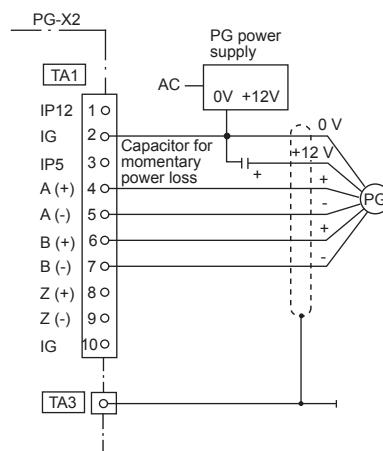 PG-X2
PG power
supply
TA1
AC
0V +12V
IP12 1
0 V
IG 2
Capacitor for
momentary
power loss
+12 V
+
IP5 3
A (+) 4
+
PG
A (-) 5
-
B (+) 6
+
B (-) 7
-
Z (+) 8
Z (-) 9
IG 10
TA3